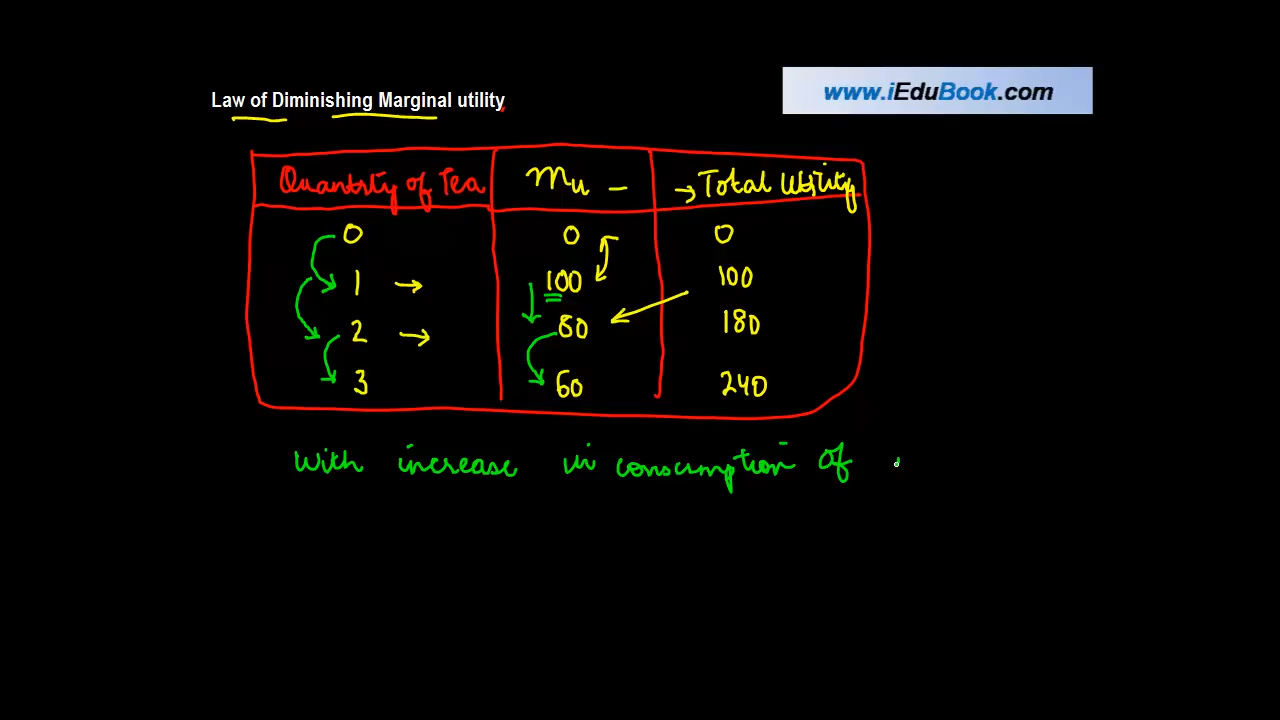 www.iEduBook.com
Law of Diminishing Marginal utility
Quantity of Tea Mu – → Total Utility
0 0 0
1 → 100 100
2 → 80 180
3 60 240
With increase in consumption of